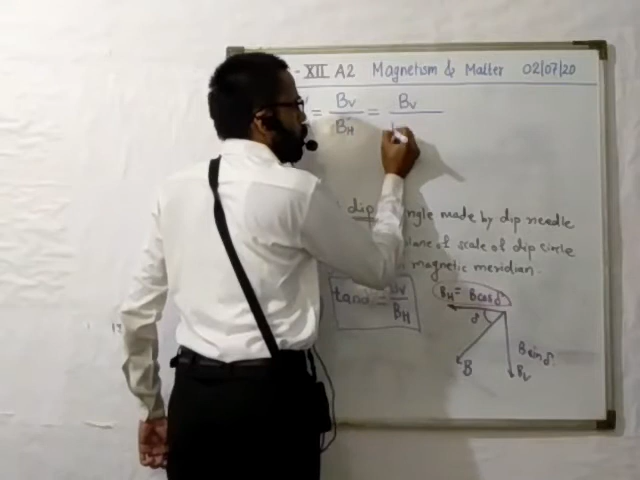 - XII A2 Magnetism & Matter 02/07/20
= Bv/BH = Bv
dip angle made by dip needle
plane of scale of dip circle
magnetic meridian.
tanδ = Bv/BH
BH = Bcosδ
δ
B sinδ
B
Bv